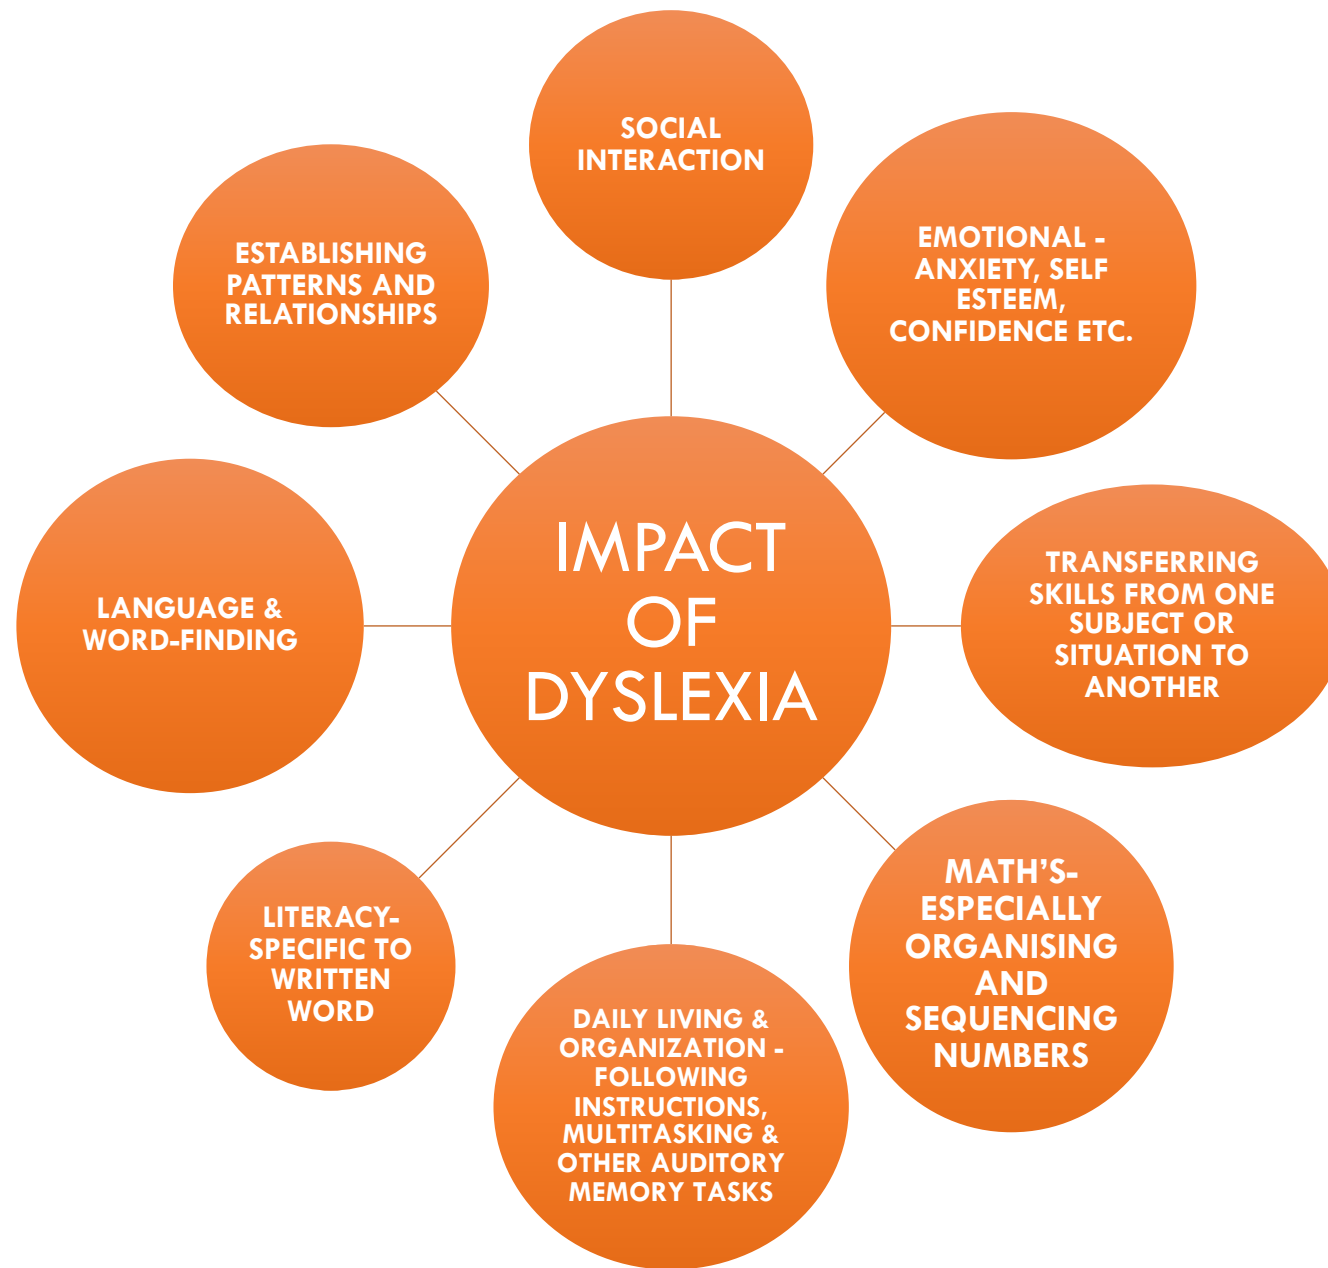 SOCIAL
INTERACTION
EMOTIONAL -
ANXIETY, SELF
ESTEEM,
CONFIDENCE ETC.
TRANSFERRING
SKILLS FROM ONE
SUBJECT OR
SITUATION TO
ANOTHER
MATH’S-
ESPECIALLY
ORGANISING
AND
SEQUENCING
NUMBERS
DAILY LIVING &
ORGANIZATION -
FOLLOWING
INSTRUCTIONS,
MULTITASKING &
OTHER AUDITORY
MEMORY TASKS
LITERACY-
SPECIFIC TO
WRITTEN
WORD
LANGUAGE &
WORD-FINDING
ESTABLISHING
PATTERNS AND
RELATIONSHIPS
IMPACT
OF
DYSLEXIA